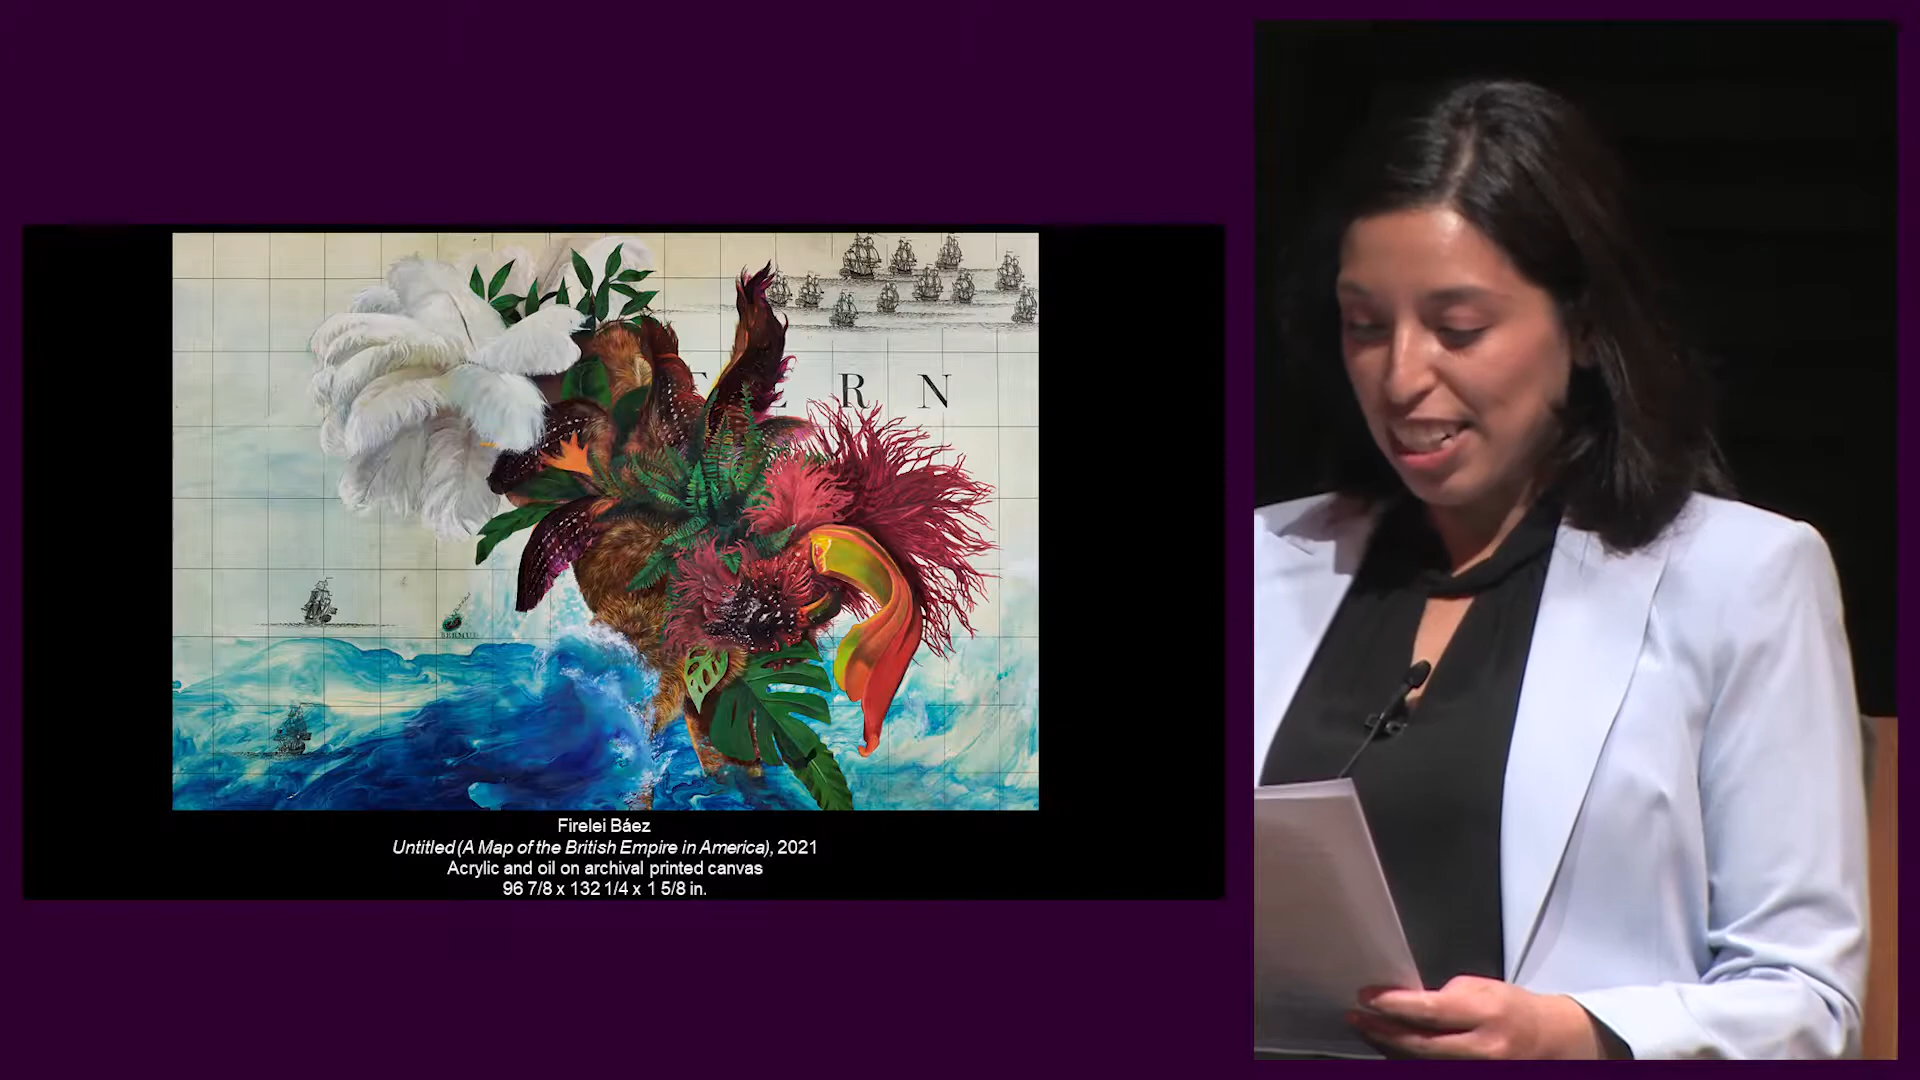 E R N
BERMUD
Firelei Báez
Untitled (A Map of the British Empire in America), 2021
Acrylic and oil on archival printed canvas
96 7/8 x 132 1/4 x 1 5/8 in.